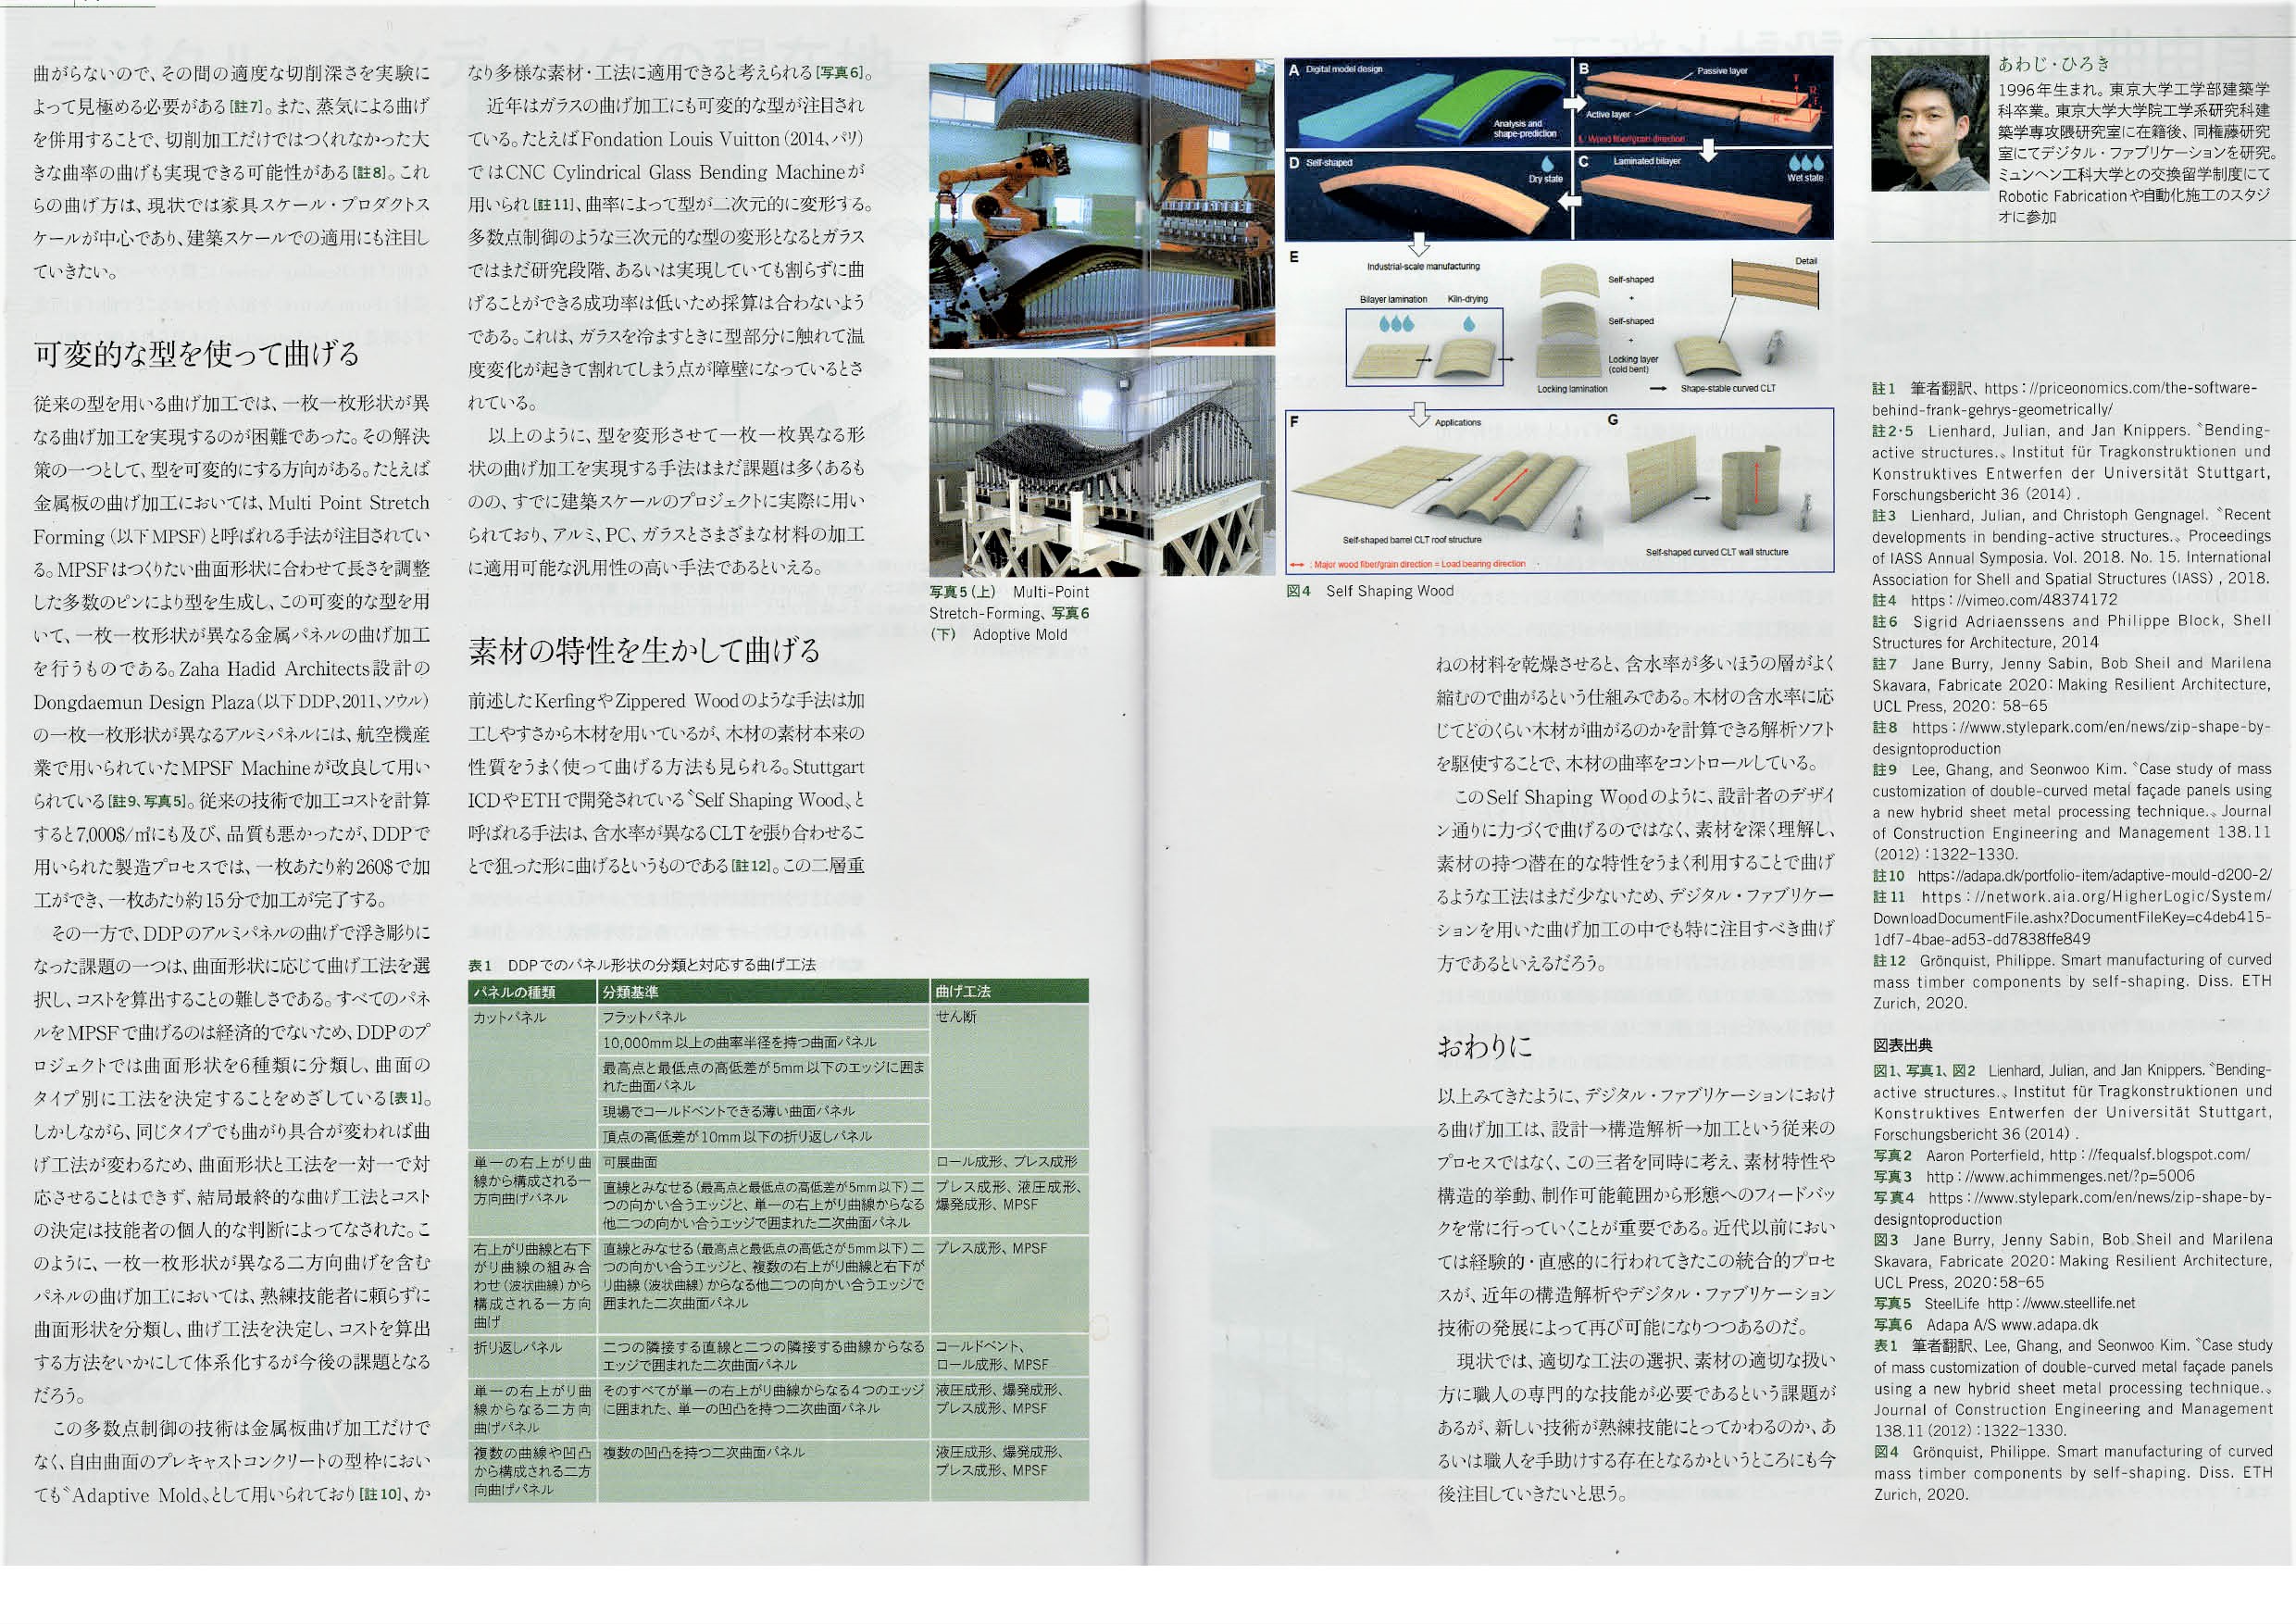 曲がらないので、その間の適度な切削深さを実験に
よって見極める必要がある[註7]。また、蒸気による曲げ
を併用することで、切削加工だけではつくれなかった大
きな曲率の曲げも実現できる可能性がある[註8]。これ
らの曲げ方は、現状では家具スケール・プロダクトス
ケールが中心であり、建築スケールでの適用にも注目し
ていきたい。
可変的な型を使って曲げる
従来の型を用いる曲げ加工では、一枚一枚形状が異
なる曲げ加工を実現するのが困難であった。その解決
策の一つとして、型を可変的にする方向がある。たとえば
金属板の曲げ加工においては、Multi Point Stretch
Forming（以下MPSF）と呼ばれる手法が注目されてい
る。MPSFはつくりたい曲面形状に合わせて長さを調整
した多数のピンにより型を生成し、この可変的な型を用
いて、一枚一枚形状が異なる金属パネルの曲げ加工
を行うものである。Zaha Hadid Architects設計の
Dongdaemun Design Plaza（以下DDP、2011、ソウル）
の一枚一枚形状が異なるアルミパネルには、航空機産
業で用いられていたMPSF Machineが改良して用い
られている[註9、写真5]。従来の技術で加工コストを計算
すると7,000$/㎡にも及び、品質も悪かったが、DDPで
用いられた製造プロセスでは、一枚あたり約260$で加
工ができ、一枚あたり約15分で加工が完了する。
その一方で、DDPのアルミパネルの曲げで浮き彫りに
なった課題の一つは、曲面形状に応じて曲げ工法を選
択し、コストを算出することの難しさである。すべてのパネ
ルをMPSFで曲げるのは経済的でないため、DDPのプ
ロジェクトでは曲面形状を6種類に分類し、曲面の
タイプ別に工法を決定することをめざしている[表1]。
しかしながら、同じタイプでも曲がり具合が変われば曲
げ工法が変わるため、曲面形状と工法を一対一で対
応させることはできず、結局最終的な曲げ工法とコスト
の決定は技能者の個人的な判断によってなされた。こ
のように、一枚一枚形状が異なる二方向曲げを含む
パネルの曲げ加工においては、熟練技能者に頼らずに
曲面形状を分類し、曲げ工法を決定し、コストを算出
する方法をいかにして体系化するが今後の課題となる
だろう。
この多数点制御の技術は金属板曲げ加工だけで
なく、自由曲面のプレキャストコンクリートの型枠におい
ても〝Adaptive Mold〟として用いられており[註10]、か
なり多様な素材・工法に適用できると考えられる[写真6]。
近年はガラスの曲げ加工にも可変的な型が注目され
ている。たとえばFondation Louis Vuitton（2014、パリ）
ではCNC Cylindrical Glass Bending Machineが
用いられ[註11]、曲率によって型が二次元的に変形する。
多数点制御のような三次元的な型の変形となるとガラス
ではまだ研究段階、あるいは実現していても割らずに曲
げることができる成功率は低いため採算は合わないよう
である。これは、ガラスを冷ますときに型部分に触れて温
度変化が起きて割れてしまう点が障壁になっているとさ
れている。
以上のように、型を変形させて一枚一枚異なる形
状の曲げ加工を実現する手法はまだ課題は多くあるも
のの、すでに建築スケールのプロジェクトに実際に用い
られており、アルミ、PC、ガラスとさまざまな材料の加工
に適用可能な汎用性の高い手法であるといえる。
素材の特性を生かして曲げる
前述したKerfingやZippered Woodのような手法は加
工しやすさから木材を用いているが、木材の素材本来の
性質をうまく使って曲げる方法も見られる。Stuttgart
ICDやETHで開発されている〝Self Shaping Wood〟と
呼ばれる手法は、含水率が異なるCLTを張り合わせるこ
とで狙った形に曲げるというものである[註12]。この二層重
表1 DDPでのパネル形状の分類と対応する曲げ工法
パネルの種類 分類基準 曲げ工法
カットパネル フラットパネル せん断
10,000mm以上の曲率半径を持つ曲面パネル
最高点と最低点の高低差が5mm以下のエッジに囲ま
れた曲面パネル
現場でコールドベントできる薄い曲面パネル
頂点の高低差が10mm以下の折り返しパネル
単一の右上がり曲
線から構成される一
方向曲げパネル
可展曲面 ロール成形、プレス成形
直線とみなせる（最高点と最低点の高低差が5mm以下）二
つの向かい合うエッジと、単一の右上がり曲線からなる
他二つの向かい合うエッジで囲まれた二次曲面パネル
プレス成形、液圧成形、
爆発成形、MPSF
右上がり曲線と右下
がり曲線の組み合
わせ（波状曲線）から
構成される一方向
曲げ
直線とみなせる（最高点と最低点の高低さが5mm以下）二
つの向かい合うエッジと、複数の右上がり曲線と右下が
り曲線（波状曲線）からなる他二つの向かい合うエッジで
囲まれた二次曲面パネル
プレス成形、MPSF
折り返しパネル
二つの隣接する直線と二つの隣接する曲線からなる
エッジで囲まれた二次曲面パネル
コールドベント、
ロール成形、MPSF
単一の右上がり曲
線からなる二方向
曲げパネル
そのすべてが単一の右上がり曲線からなる4つのエッジ
に囲まれた、単一の凹凸を持つ二次曲面パネル
液圧成形、爆発成形、
プレス成形、MPSF
複数の曲線や凹凸
から構成される二方
向曲げパネル
複数の凹凸を持つ二次曲面パネル
液圧成形、爆発成形、
プレス成形、MPSF
写真5（上） Multi-Point
Stretch-Forming、写真6
（下） Adoptive Mold
A Digital model design
Analysis and
shape-prediction
B
Passive layer
Active layer
Wood fiber/grain direction
D Self-shaped
Dry state
C Laminated bilayer
Wet state
E
Industrial-scale manufacturing
Bilayer lamination Kiln-drying
Self-shaped
+
Self-shaped
+
Locking layer
(cold bent)
Detail
Locking lamination
Shape-stable curved CLT
F
Applications
G
Self-shaped barrel CLT roof structure
Self-shaped curved CLT wall structure
: Major wood fiber/grain direction = Load bearing direction
図4 Self Shaping Wood
ねの材料を乾燥させると、含水率が多いほうの層がよく
縮むので曲がるという仕組みである。木材の含水率に応
じてどのくらい木材が曲がるのかを計算できる解析ソフト
を駆使することで、木材の曲率をコントロールしている。
このSelf Shaping Woodのように、設計者のデザイ
ン通りに力づくで曲げるのではなく、素材を深く理解し、
素材の持つ潜在的な特性をうまく利用することで曲げ
るような工法はまだ少ないため、デジタル・ファブリケー
ションを用いた曲げ加工の中でも特に注目すべき曲げ
方であるといえるだろう。
おわりに
以上みてきたように、デジタル・ファブリケーションにおけ
る曲げ加工は、設計→構造解析→加工という従来の
プロセスではなく、この三者を同時に考え、素材特性や
構造的挙動、制作可能範囲から形態へのフィードバッ
クを常に行っていくことが重要である。近代以前におい
ては経験的・直感的に行われてきたこの統合的プロセ
スが、近年の構造解析やデジタル・ファブリケーション
技術の発展によって再び可能になりつつあるのだ。
現状では、適切な工法の選択、素材の適切な扱い
方に職人の専門的な技能が必要であるという課題が
あるが、新しい技術が熟練技能にとってかわるのか、あ
るいは職人を手助けする存在となるかというところにも今
後注目していきたいと思う。
あわじ・ひろき
1996年生まれ。東京大学工学部建築学
科卒業。東京大学大学院工学系研究科建
築学専攻隈研究室に在籍後、同権藤研究
室にてデジタル・ファブリケーションを研究。
ミュンヘン工科大学との交換留学制度にて
Robotic Fabricationや自動化施工のスタジ
オに参加
註1 筆者翻訳、https://priceonomics.com/the-software-
behind-frank-gehrys-geometrically/
註2・5 Lienhard, Julian, and Jan Knippers. 〝Bending-
active structures.〟 Institut für Tragkonstruktionen und
Konstruktives Entwerfen der Universität Stuttgart,
Forschungsbericht 36 (2014) .
註3 Lienhard, Julian, and Christoph Gengnagel. 〝Recent
developments in bending-active structures.〟 Proceedings
of IASS Annual Symposia. Vol. 2018. No. 15. International
Association for Shell and Spatial Structures (IASS) , 2018.
註4 https://vimeo.com/48374172
註6 Sigrid Adriaenssens and Philippe Block, Shell
Structures for Architecture, 2014
註7 Jane Burry, Jenny Sabin, Bob Sheil and Marilena
Skavara, Fabricate 2020: Making Resilient Architecture,
UCL Press, 2020: 58-65
註8 https://www.stylepark.com/en/news/zip-shape-by-
designtoproduction
註9 Lee, Ghang, and Seonwoo Kim. 〝Case study of mass
customization of double-curved metal façade panels using
a new hybrid sheet metal processing technique.〟 Journal
of Construction Engineering and Management 138.11
(2012) :1322-1330.
註10 https://adapa.dk/portfolio-item/adaptive-mould-d200-2/
註11 https://network.aia.org/HigherLogic/System/
DownloadDocumentFile.ashx?DocumentFileKey=c4deb415-
1df7-4bae-ad53-dd7838ffe849
註12 Grönquist, Philippe. Smart manufacturing of curved
mass timber components by self-shaping. Diss. ETH
Zurich, 2020.
図表出典
図1、写真1、図2 Lienhard, Julian, and Jan Knippers. 〝Bending-
active structures.〟 Institut für Tragkonstruktionen und
Konstruktives Entwerfen der Universität Stuttgart,
Forschungsbericht 36 (2014) .
写真2 Aaron Porterfield, http://fequalsf.blogspot.com/
写真3 http://www.achimmenges.net/?p=5006
写真4 https://www.stylepark.com/en/news/zip-shape-by-
designtoproduction
図3 Jane Burry, Jenny Sabin, Bob Sheil and Marilena
Skavara, Fabricate 2020: Making Resilient Architecture,
UCL Press, 2020:58-65
写真5 SteelLife http://www.steellife.net
写真6 Adapa A/S www.adapa.dk
表1 筆者翻訳、Lee, Ghang, and Seonwoo Kim. 〝Case study
of mass customization of double-curved metal façade panels
using a new hybrid sheet metal processing technique.〟
Journal of Construction Engineering and Management
138.11 (2012) :1322-1330.
図4 Grönquist, Philippe. Smart manufacturing of curved
mass timber components by self-shaping. Diss. ETH
Zurich, 2020.